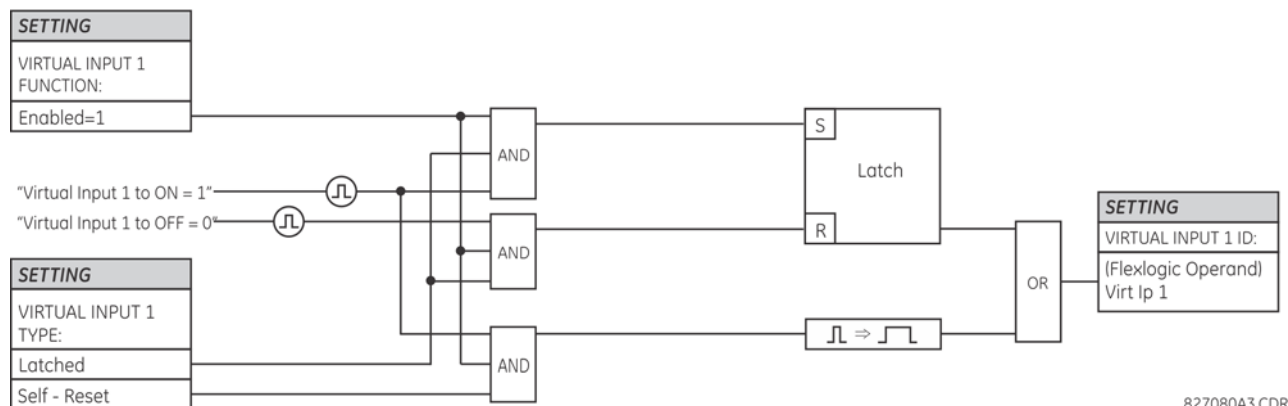 SETTING
VIRTUAL INPUT 1
FUNCTION:
Enabled=1
"Virtual Input 1 to ON = 1"
"Virtual Input 1 to OFF = 0"
SETTING
VIRTUAL INPUT 1
TYPE:
Latched
Self - Reset
AND
AND
AND
S
Latch
R
OR
SETTING
VIRTUAL INPUT 1 ID:
(Flexlogic Operand)
Virt Ip 1
827080A3.CDR